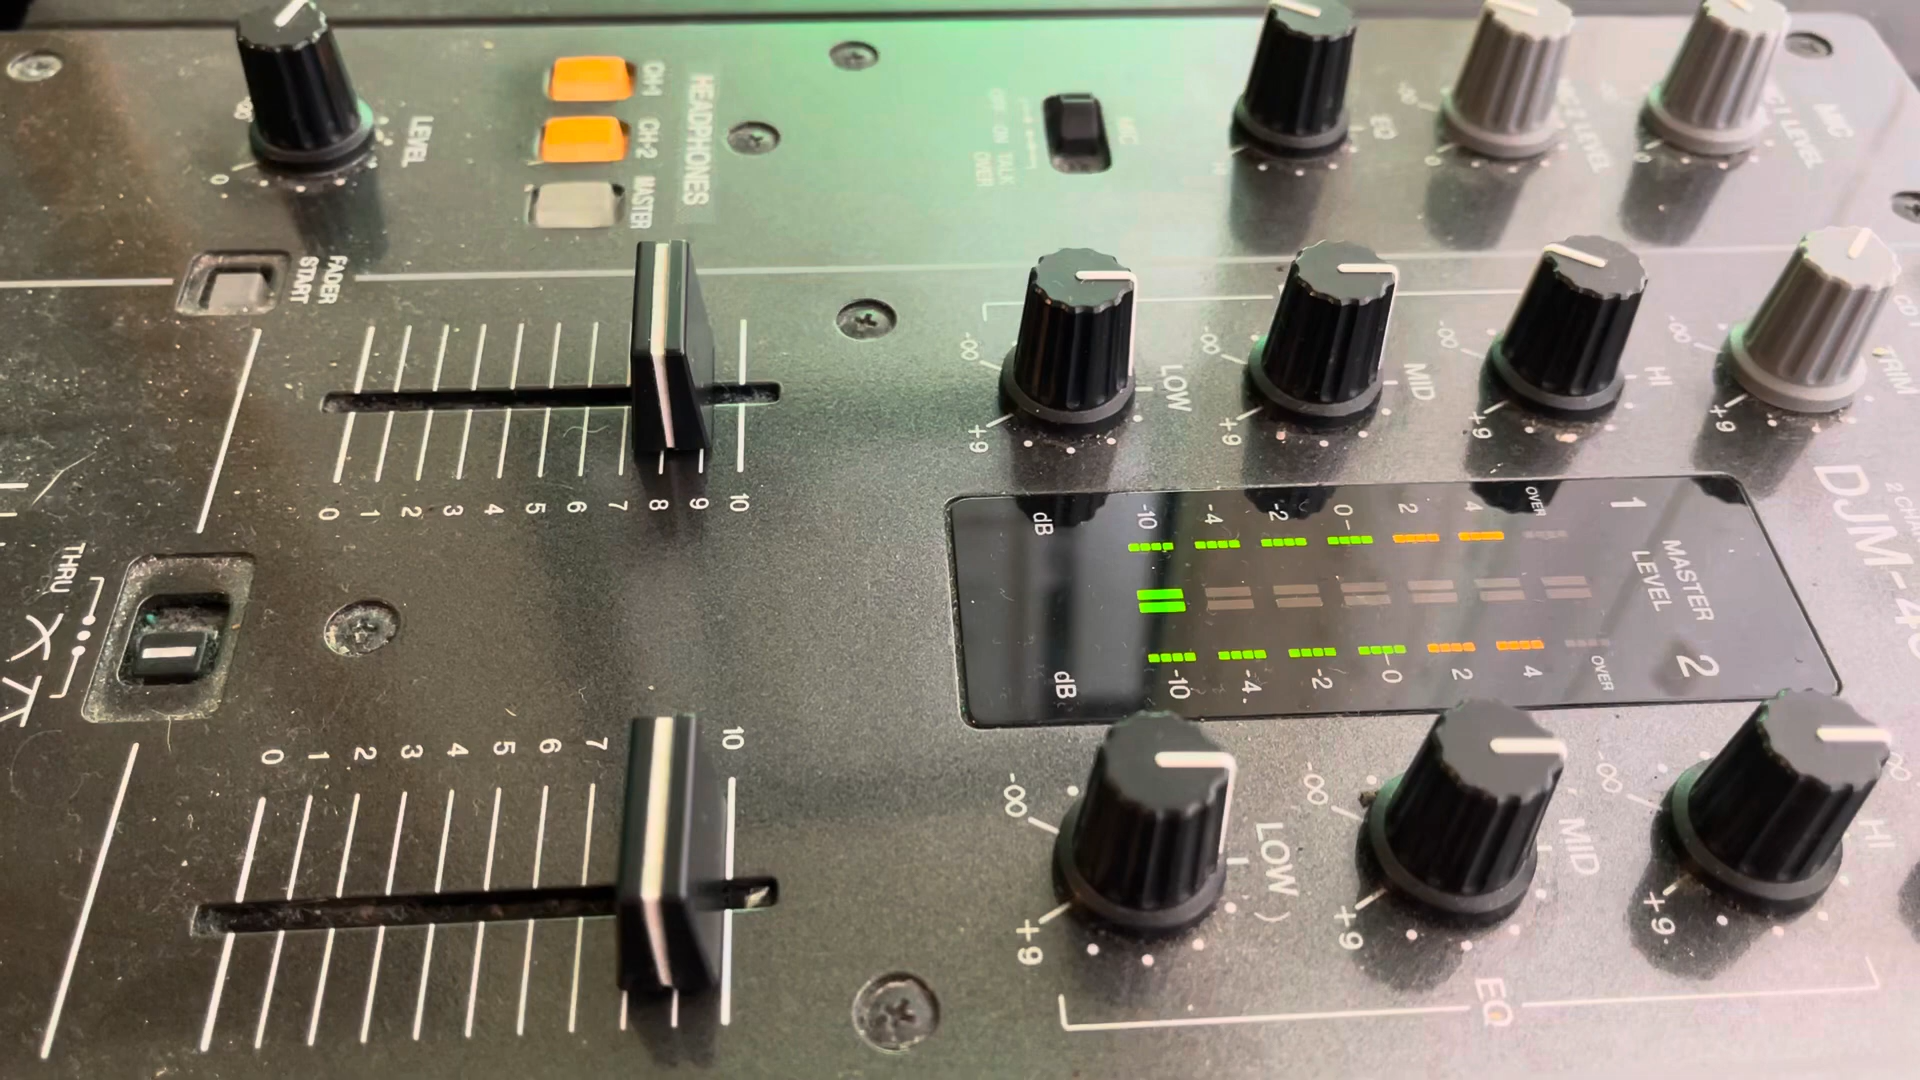 LEVEL
0
CH-1
CH-2
MASTER
HEADPHONES
MIC
OFF
ON
TALK
OVER
EQ
MIC
FADER
START
0 1 2 3 4 5 6 7 8 9 10
-∞ LOW +9
-∞ MID +9
-∞ HI +9
-∞ TRIM +9
CD 1
dB -10 -4 -2 0 2 4 OVER 1
MASTER
LEVEL
dB -10 -4 -2 0 2 4 OVER 2
DJM-40
THRU
0 1 2 3 4 5 6 7 10
-∞ LOW +9
-∞ MID +9
-∞ HI +9
EQ